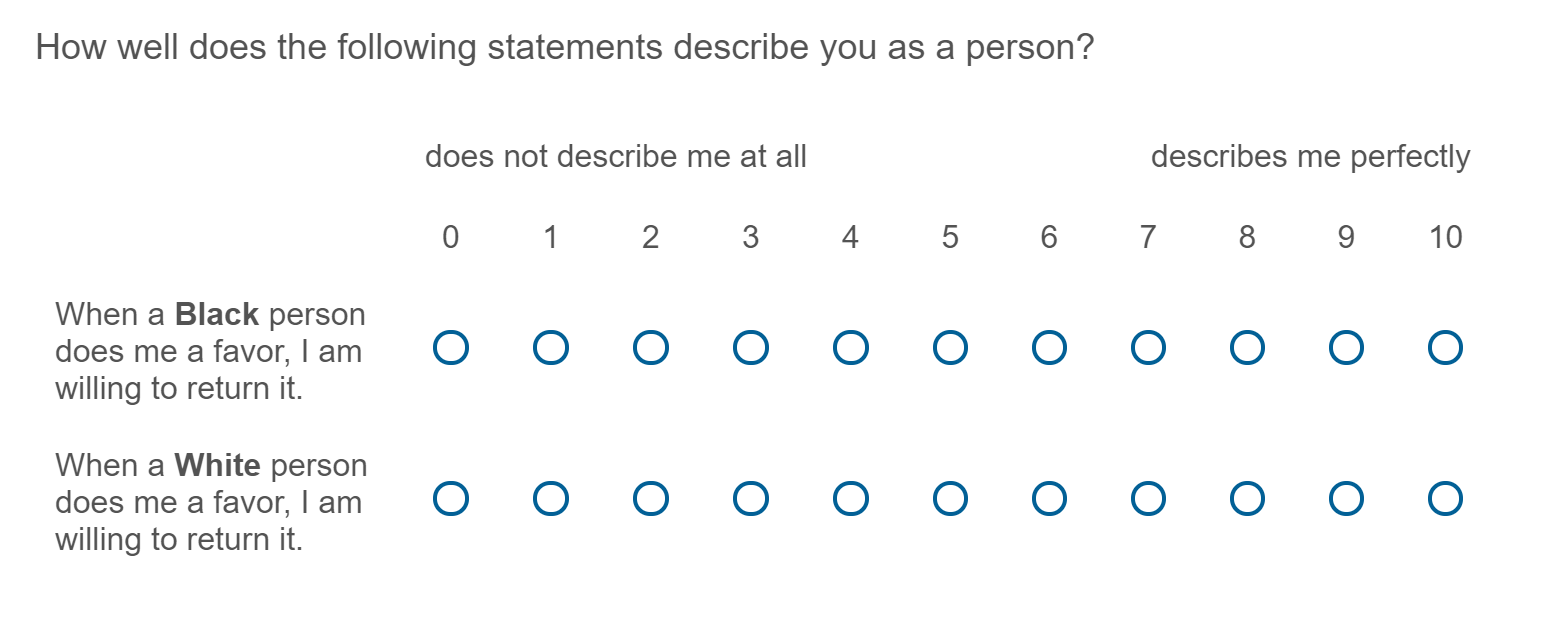 How well does the following statements describe you as a person?
does not describe me at all describes me perfectly
0 1 2 3 4 5 6 7 8 9 10
When a Black person
does me a favor, I am
willing to return it.
When a White person
does me a favor, I am
willing to return it.